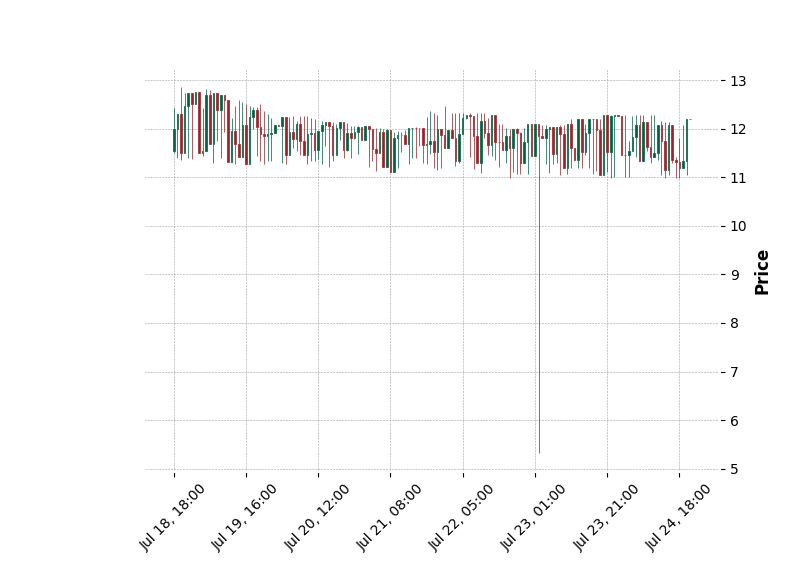 13
12
11
10
9
8
7
6
5
Price
Jul 18, 18:00
Jul 19, 16:00
Jul 20, 12:00
Jul 21, 08:00
Jul 22, 05:00
Jul 23, 01:00
Jul 23, 21:00
Jul 24, 18:00